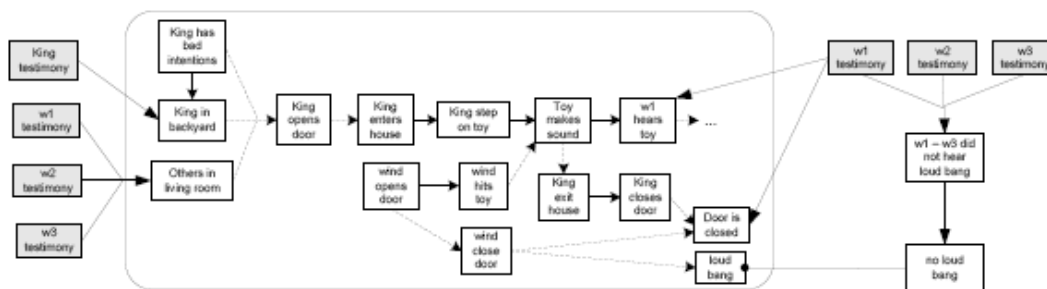 King has
bad
intentions
King
testimony
w1
testimony
w2
testimony
w3
testimony
King in
backyard
Others in
living room
King
opens
door
King
enters
house
King step
on toy
Toy
makes
sound
w1
hears
toy
...
wind
opens
door
wind
hits
toy
King
exit
house
King
closes
door
wind
close
door
Door is
closed
loud
bang
w1
testimony
w2
testimony
w3
testimony
w1 – w3 did
not hear
loud bang
no loud
bang